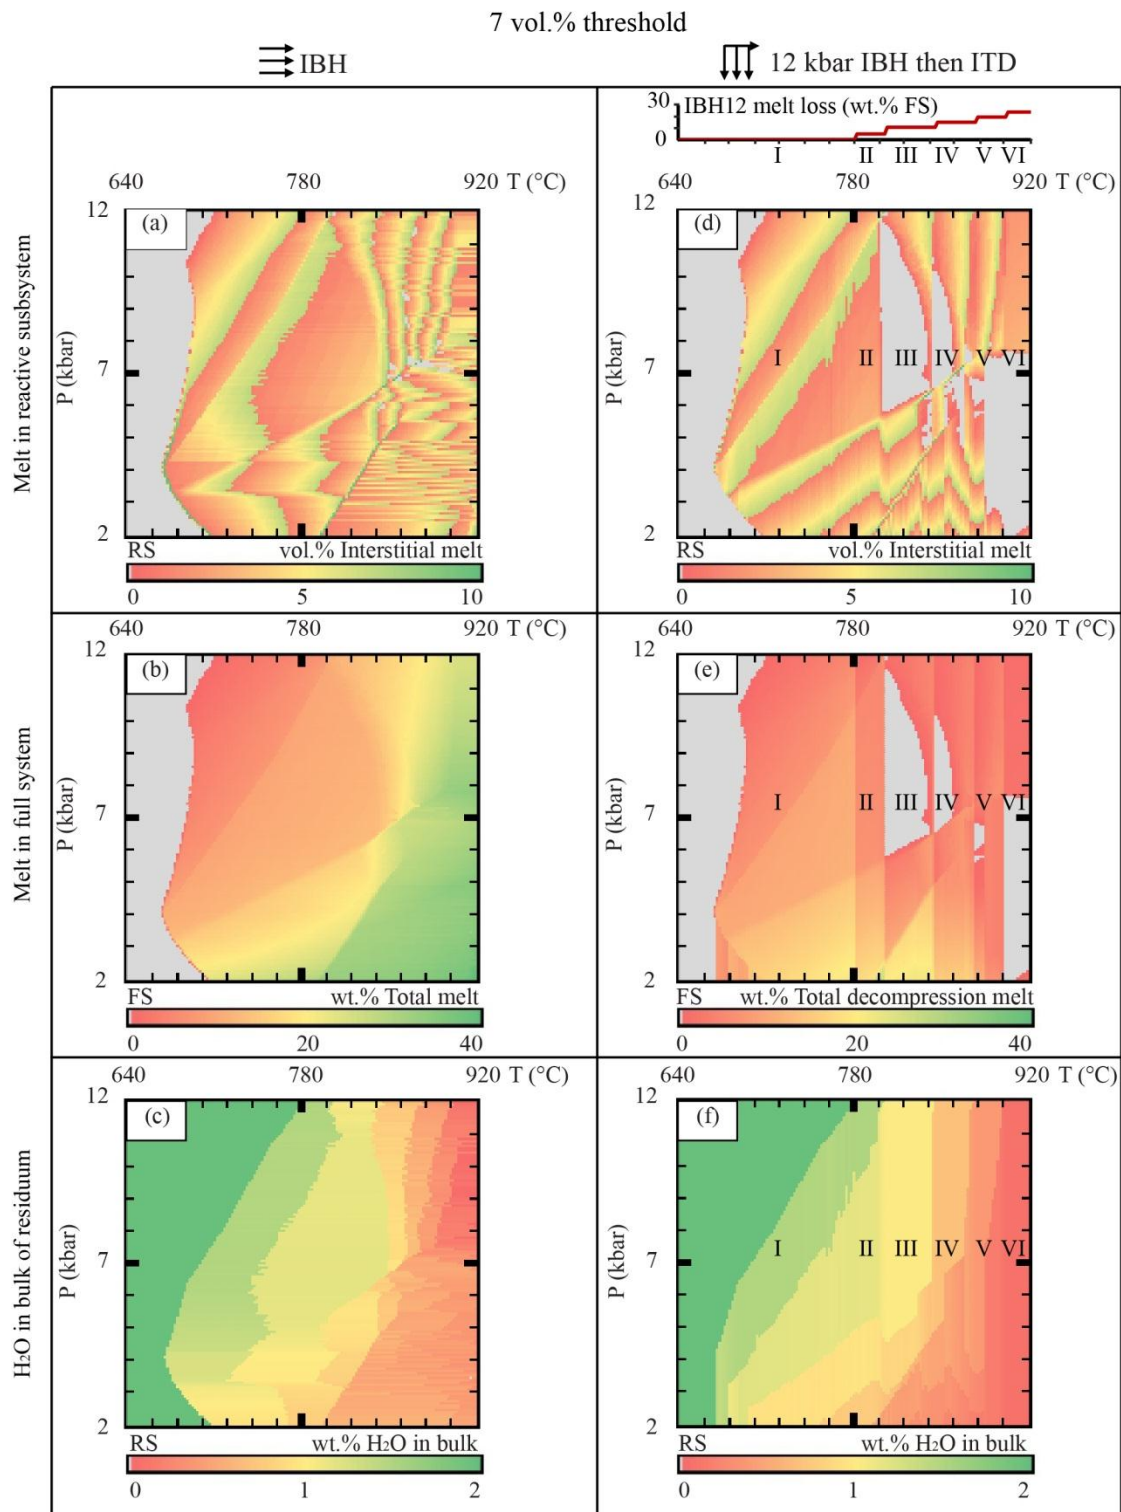 7 vol.% threshold
IBH
12 kbar IBH then ITD
IBH12 melt loss (wt.% FS)
30
0
I II III IV V VI
Melt in reactive susbsystem
640 780 920 T (°C)
12
(a)
P (kbar)
7
2
RS vol.% Interstitial melt
0 5 10
640 780 920 T (°C)
12
(d)
P (kbar)
I II III IV V VI
7
2
RS vol.% Interstitial melt
0 5 10
Melt in full system
640 780 920 T (°C)
12
(b)
P (kbar)
7
2
FS wt.% Total melt
0 20 40
640 780 920 T (°C)
12
(e)
P (kbar)
I II III IV V VI
7
2
FS wt.% Total decompression melt
0 20 40
H₂O in bulk of residuum
640 780 920 T (°C)
12
(c)
P (kbar)
7
2
RS wt.% H₂O in bulk
0 1 2
640 780 920 T (°C)
12
(f)
P (kbar)
I II III IV V VI
7
2
RS wt.% H₂O in bulk
0 1 2